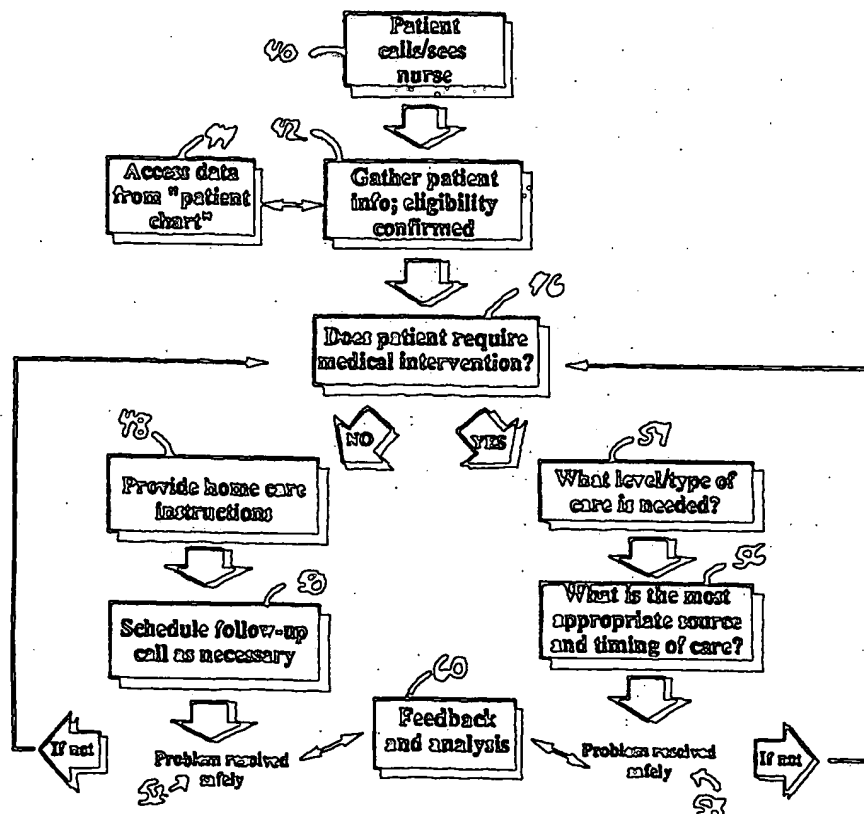 Patient
calls/sees
nurse
40
42
Access data
from "patient
chart"
Gather patient
info; eligibility
confirmed
Does patient require
medical intervention?
48
NO
YES
Provide home care
instructions
What level/type of
care is needed?
50
Schedule follow-up
call as necessary
What is the most
appropriate source
and timing of care?
60
Feedback
and analysis
If not
Problem resolved
safely
Problem resolved
safely
If not